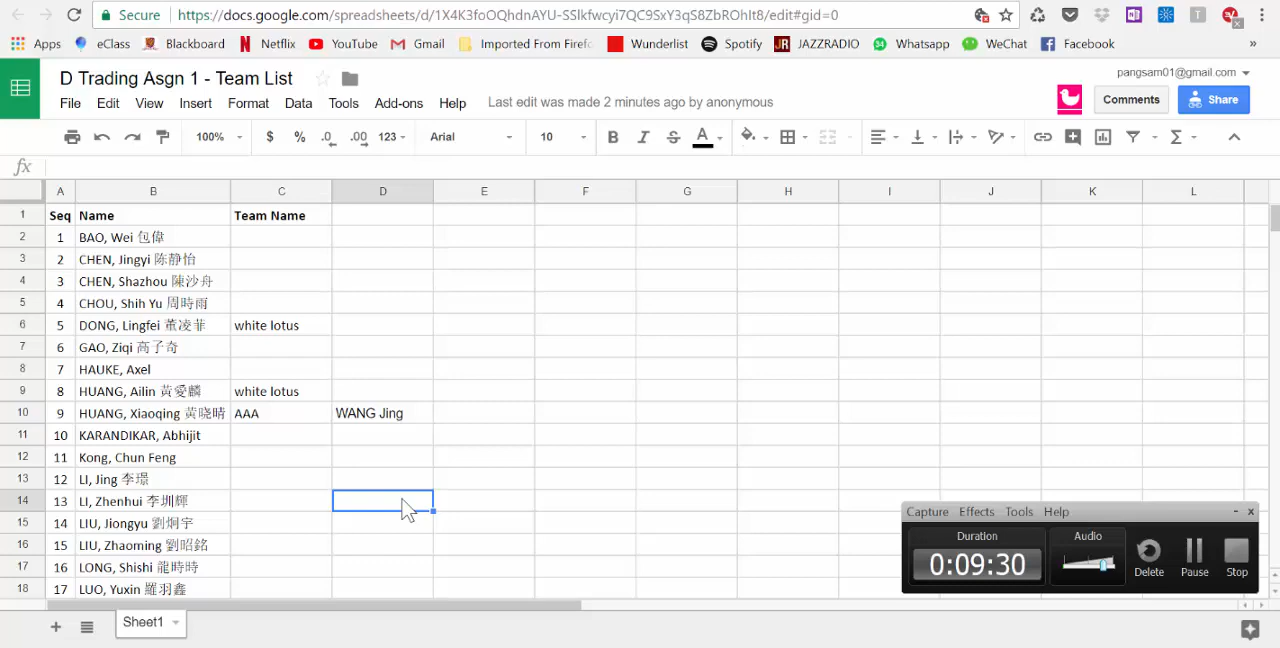 Secure https://docs.google.com/spreadsheets/d/1X4K3foOQhdnAYU-SSlkfwcyi7QC9SxY3qS8ZbROhIt8/edit#gid=0
Apps eClass Blackboard Netflix YouTube Gmail Imported From Firefo Wunderlist Spotify JAZZRADIO Whatsapp WeChat Facebook »
D Trading Asgn 1 - Team List
pangsam01@gmail.com
File Edit View Insert Format Data Tools Add-ons Help Last edit was made 2 minutes ago by anonymous
Comments Share
100% $ % .0 .00 123 Arial 10 B I S A
fx
A B C D E F G H I J K L
1 Seq Name Team Name
2 1 BAO, Wei 包偉
3 2 CHEN, Jingyi 陈静怡
4 3 CHEN, Shazhou 陳沙舟
5 4 CHOU, Shih Yu 周時雨
6 5 DONG, Lingfei 董凌菲 white lotus
7 6 GAO, Ziqi 高子奇
8 7 HAUKE, Axel
9 8 HUANG, Ailin 黃愛麟 white lotus
10 9 HUANG, Xiaoqing 黄晓晴 AAA WANG Jing
11 10 KARANDIKAR, Abhijit
12 11 Kong, Chun Feng
13 12 LI, Jing 李璟
14 13 LI, Zhenhui 李圳輝
15 14 LIU, Jiongyu 劉炯宇
16 15 LIU, Zhaoming 劉昭銘
17 16 LONG, Shishi 龍時時
18 17 LUO, Yuxin 羅羽鑫
Capture Effects Tools Help
Duration Audio
0:09:30
Delete Pause Stop
Sheet1